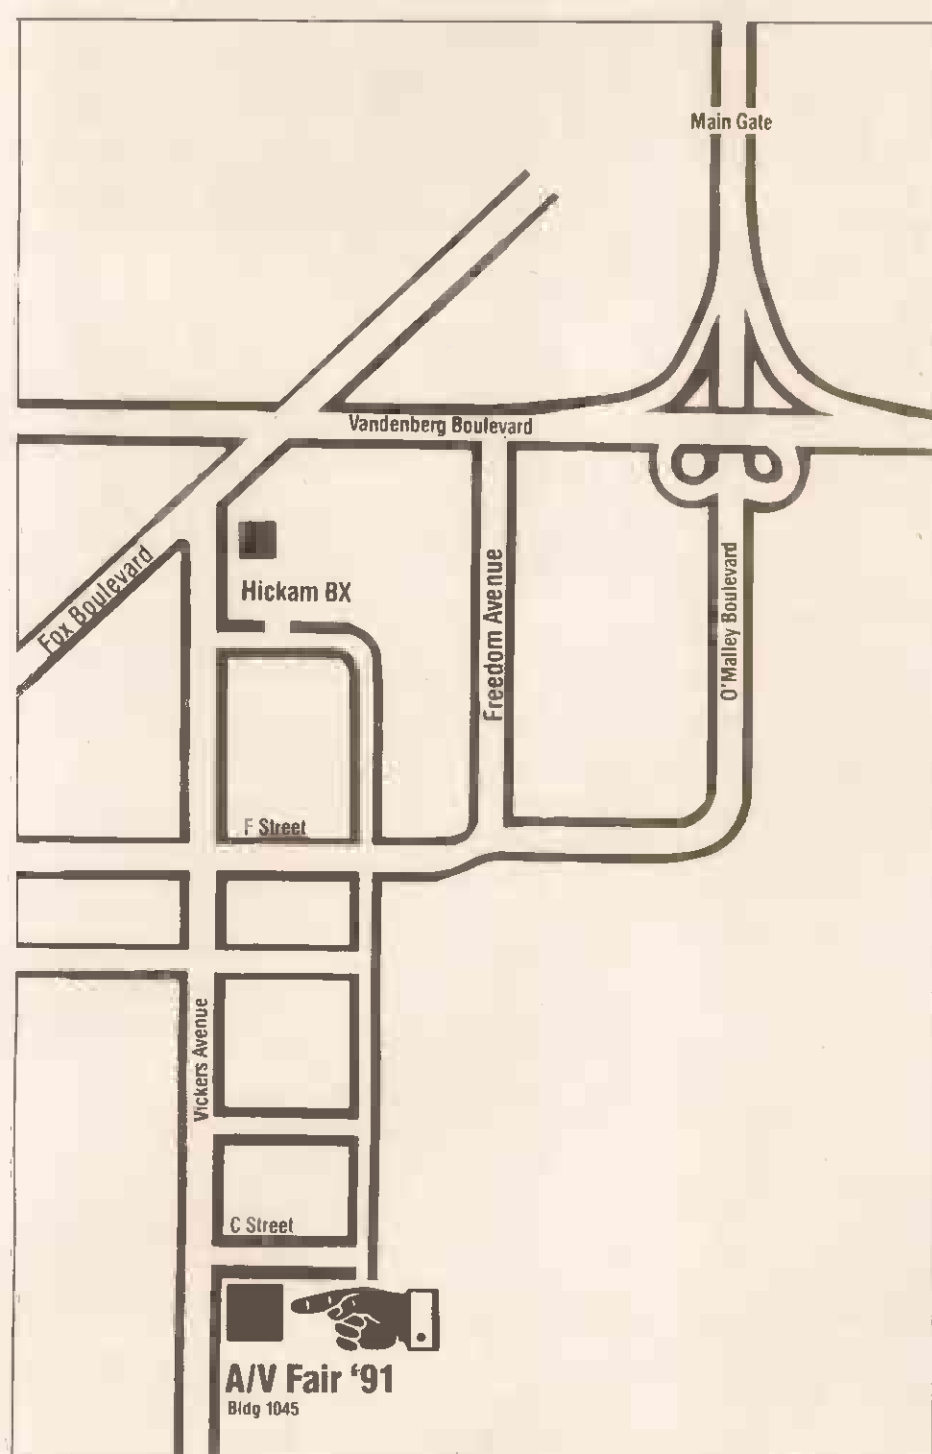 Main Gate
Vandenberg Boulevard
Fox Boulevard
Hickam BX
Freedom Avenue
O'Malley Boulevard
F Street
Vickers Avenue
C Street
A/V Fair '91
Bldg 1045